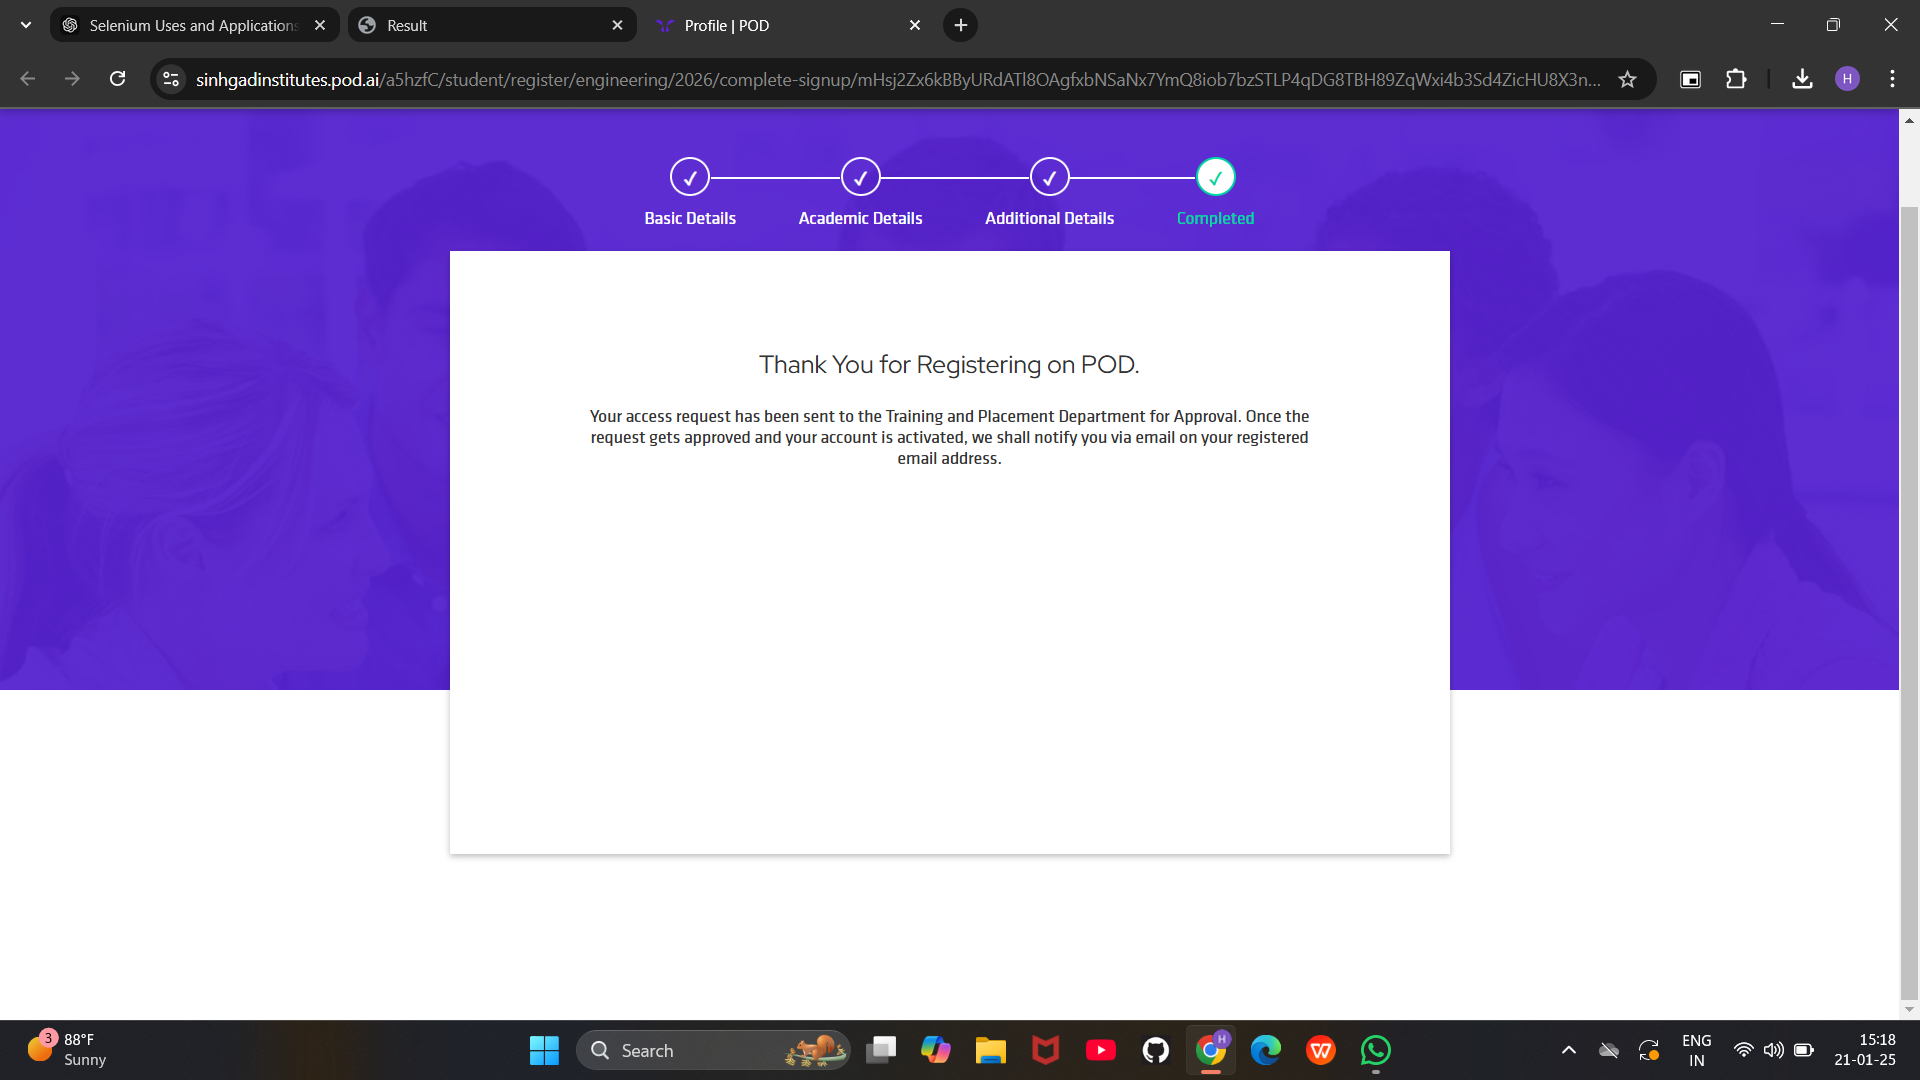 Selenium Uses and Applications
Result
Profile | POD
sinhgadinstitutes.pod.ai/a5hzfC/student/register/engineering/2026/complete-signup/mHsj2Zx6kBByURdATl8OAgfxbNSaNx7YmQ8iob7bzSTLP4qDG8TBH89ZqWxi4b3Sd4ZicHU8X3n...
H
Basic Details
Academic Details
Additional Details
Completed
Thank You for Registering on POD.
Your access request has been sent to the Training and Placement Department for Approval. Once the
request gets approved and your account is activated, we shall notify you via email on your registered
email address.
3
88°F
Sunny
Search
H
W
ENG
IN
15:18
21-01-25